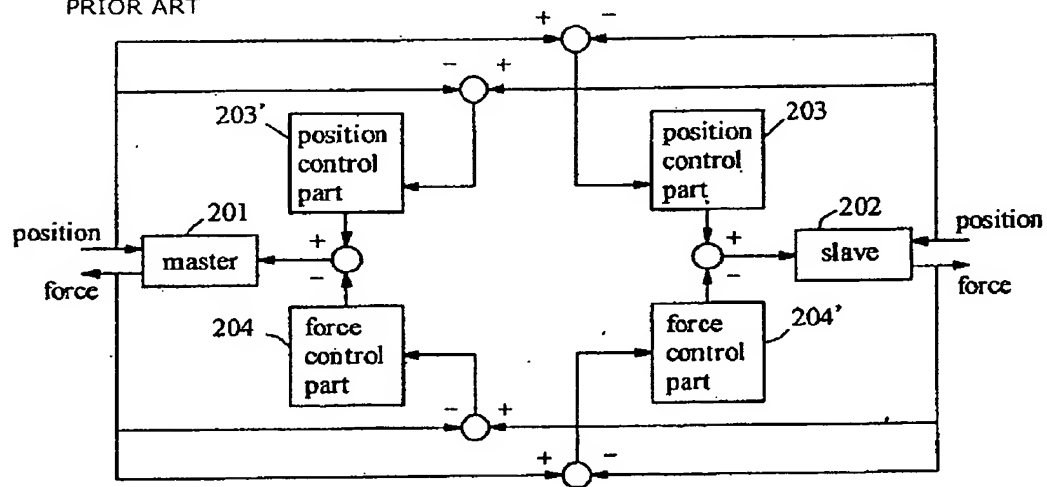 PRIOR ART
+ −
− +
203' 203
position
control
part
position
control
part
201 202
position
+
+
position
master
slave
−
−
force
force
204
force
control
part
force
control
part
204'
− +
+ −